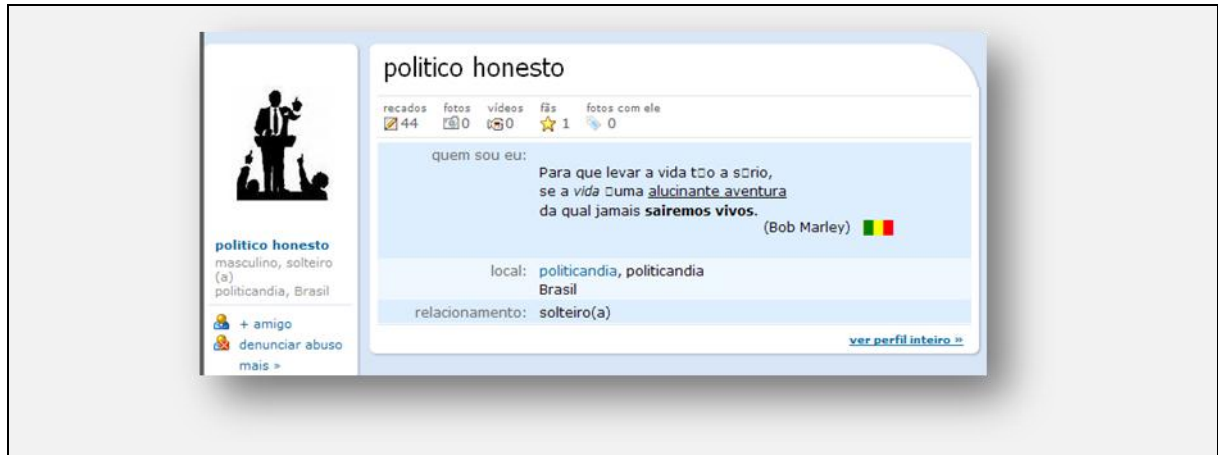 politico honesto
masculino, solteiro
(a)
politicandia, Brasil
+ amigo
denunciar abuso
mais »
politico honesto
recados fotos vídeos fãs fotos com ele
44 0 0 1 0
quem sou eu:
Para que levar a vida t□o a s□rio,
se a vida □uma alucinante aventura
da qual jamais sairemos vivos.
(Bob Marley)
local: politicandia, politicandia
Brasil
relacionamento: solteiro(a)
ver perfil inteiro »